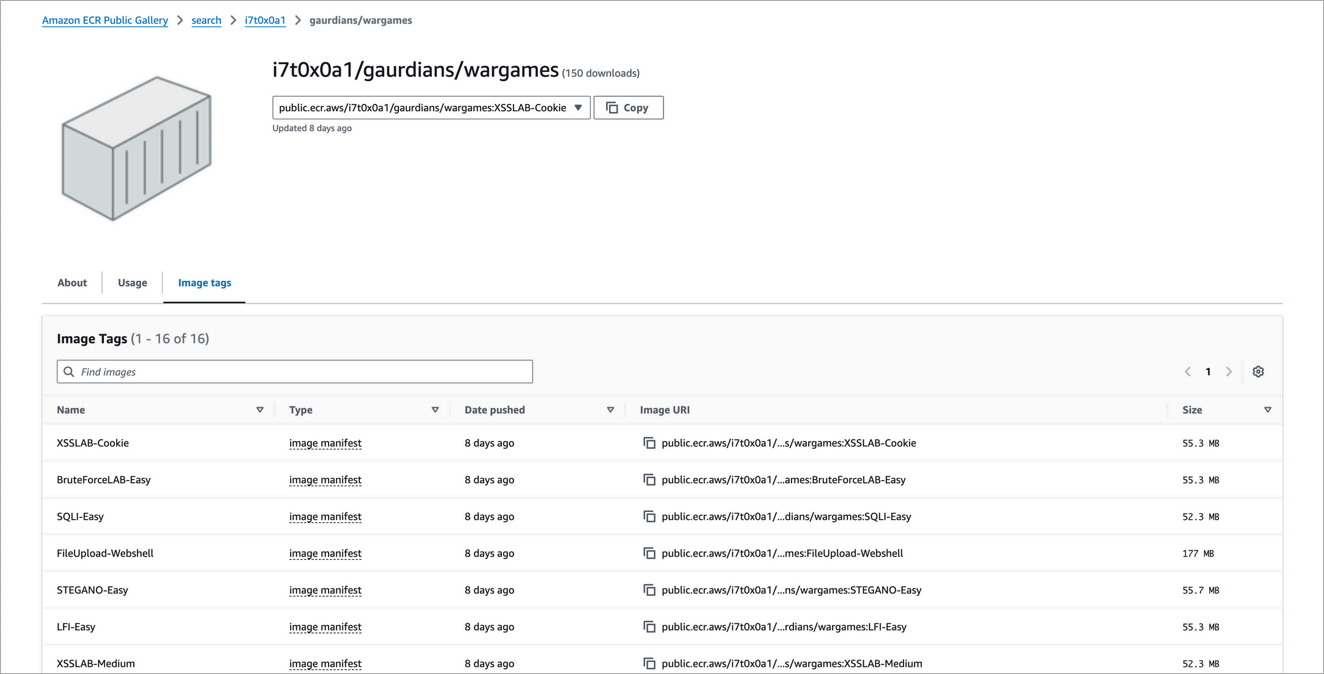 Amazon ECR Public Gallery > search > i7t0x0a1 > gaurdians/wargames
i7t0x0a1/gaurdians/wargames (150 downloads)
public.ecr.aws/i7t0x0a1/gaurdians/wargames:XSSLAB-Cookie Copy
Updated 8 days ago
About Usage Image tags
Image Tags (1 - 16 of 16)
Find images
1
Name Type Date pushed Image URI Size
XSSLAB-Cookie image manifest 8 days ago public.ecr.aws/i7t0x0a1/...s/wargames:XSSLAB-Cookie 55.3 MB
BruteForceLAB-Easy image manifest 8 days ago public.ecr.aws/i7t0x0a1/...ames:BruteForceLAB-Easy 55.3 MB
SQLI-Easy image manifest 8 days ago public.ecr.aws/i7t0x0a1/...dians/wargames:SQLI-Easy 52.3 MB
FileUpload-Webshell image manifest 8 days ago public.ecr.aws/i7t0x0a1/...mes:FileUpload-Webshell 177 MB
STEGANO-Easy image manifest 8 days ago public.ecr.aws/i7t0x0a1/...ns/wargames:STEGANO-Easy 55.7 MB
LFI-Easy image manifest 8 days ago public.ecr.aws/i7t0x0a1/...rdians/wargames:LFI-Easy 55.3 MB
XSSLAB-Medium image manifest 8 days ago public.ecr.aws/i7t0x0a1/...s/wargames:XSSLAB-Medium 52.3 MB